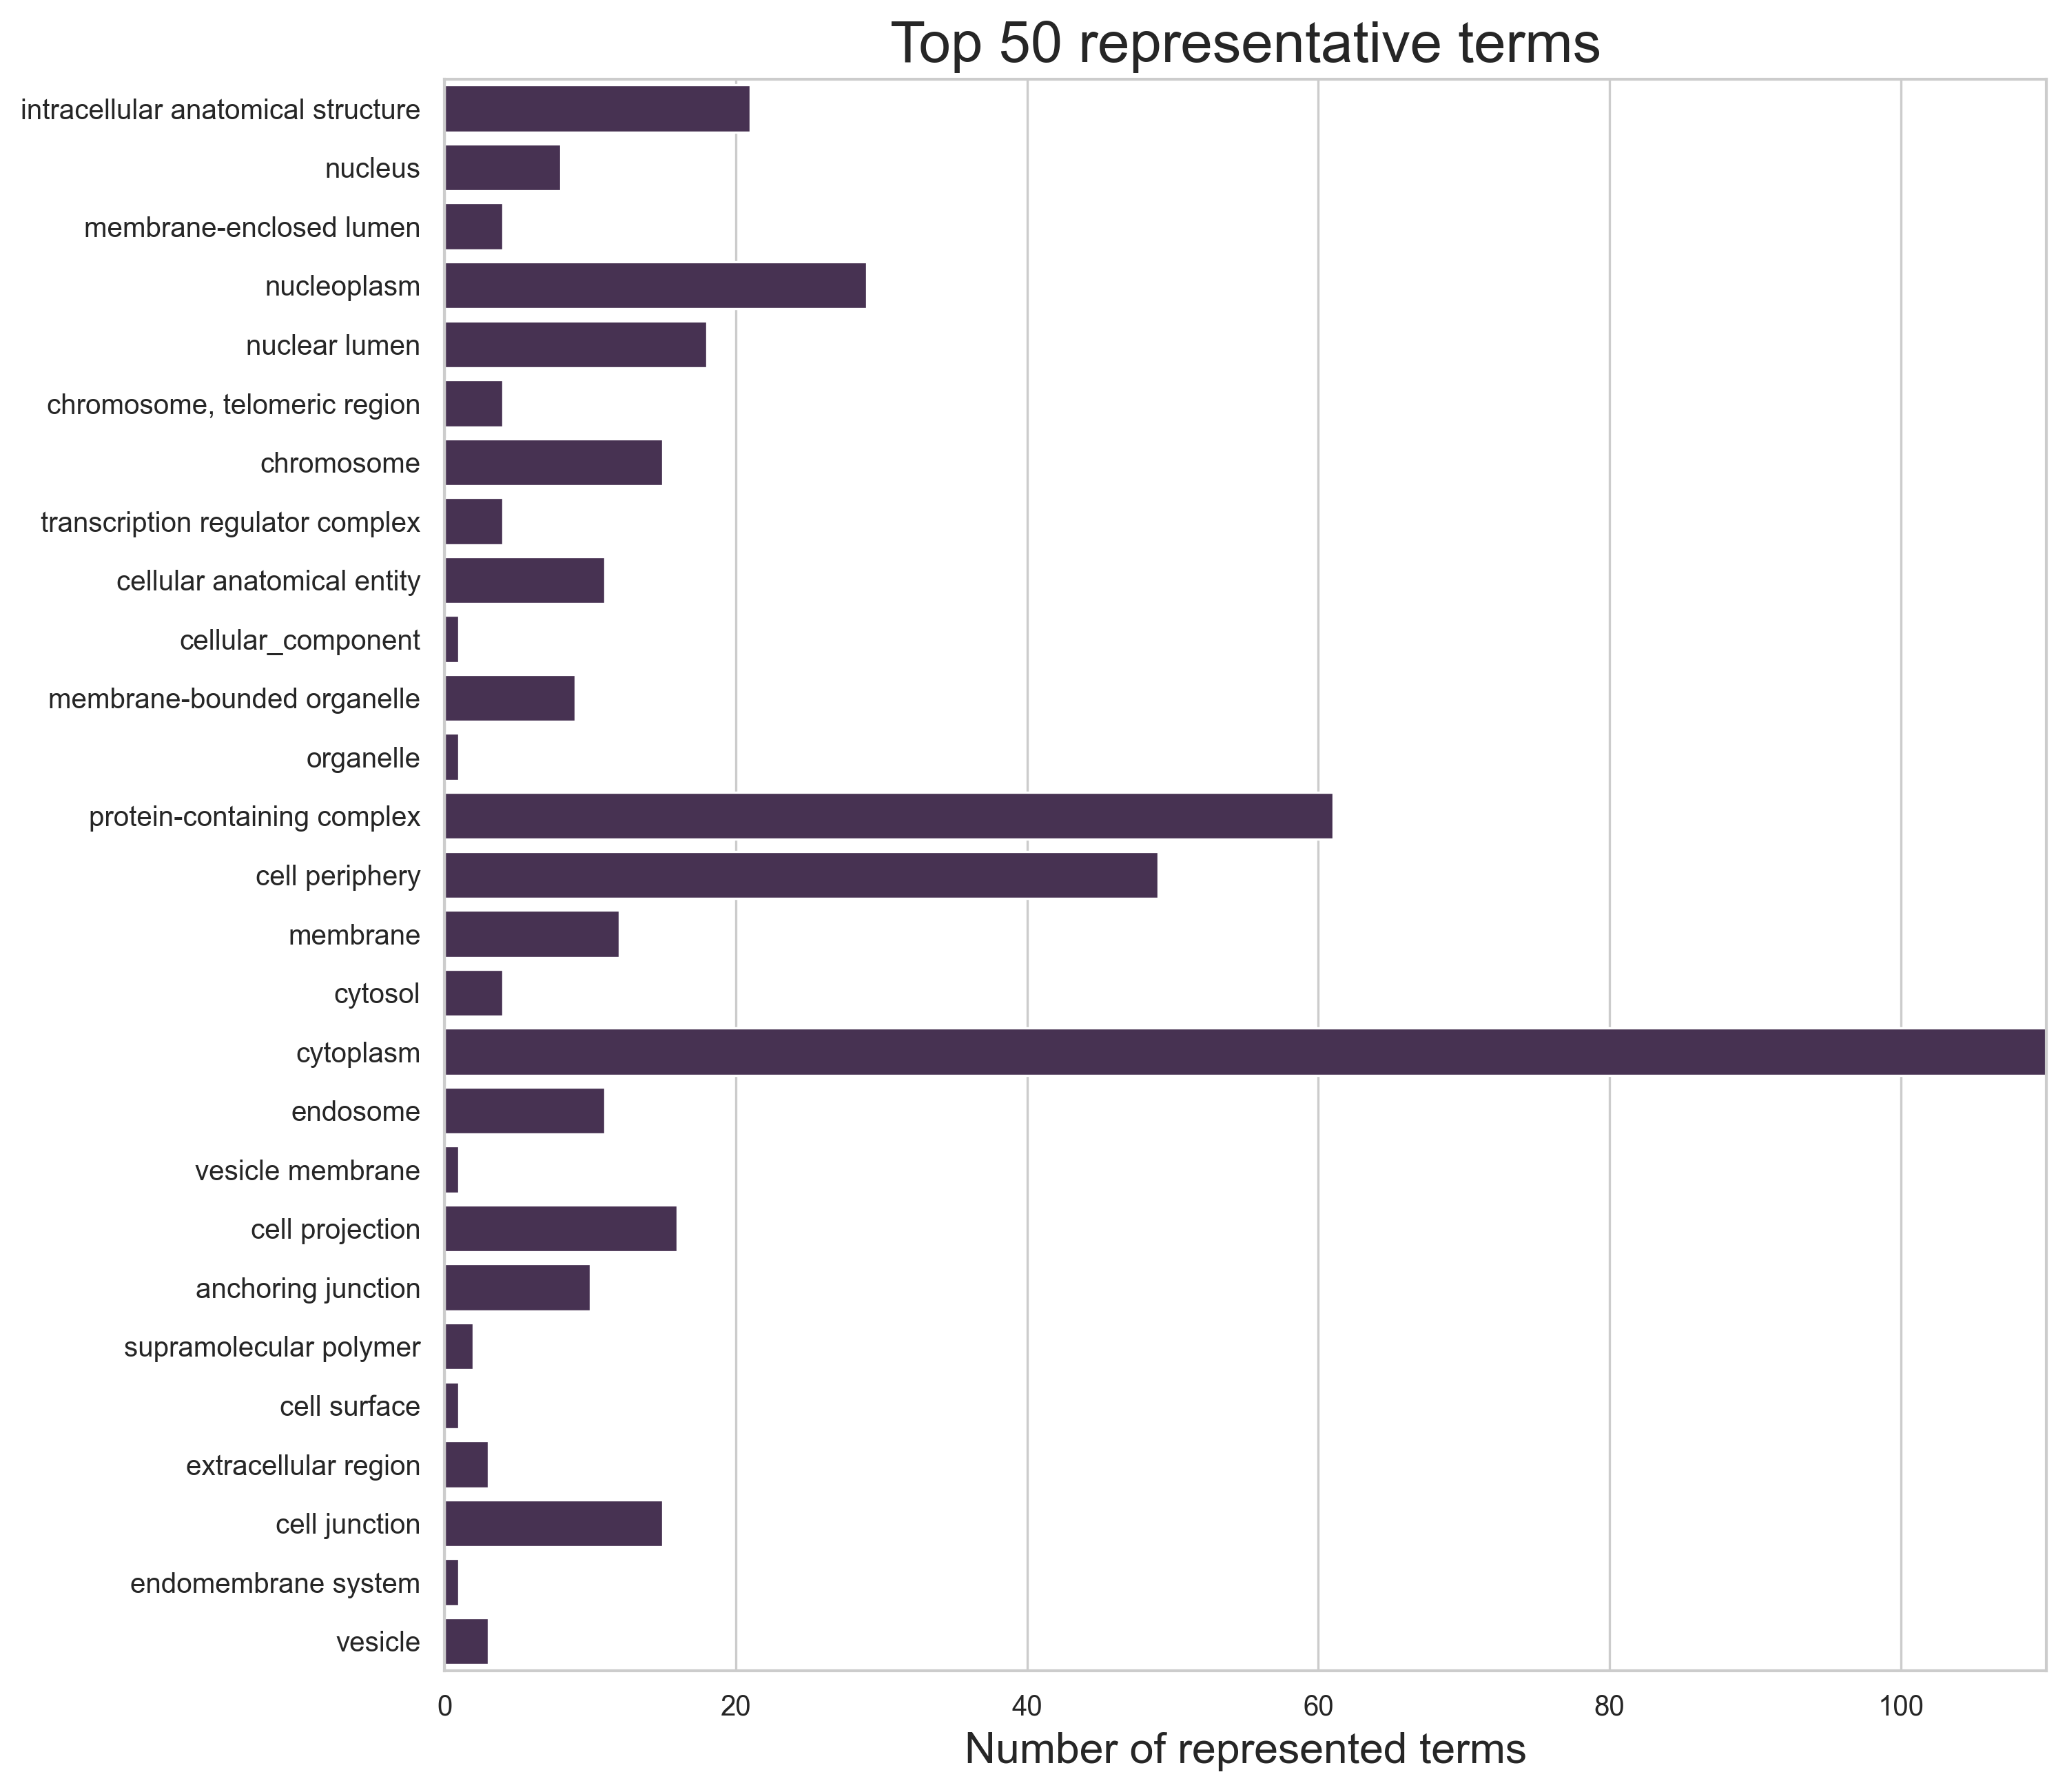 Top 50 representative terms
intracellular anatomical structure
nucleus
membrane-enclosed lumen
nucleoplasm
nuclear lumen
chromosome, telomeric region
chromosome
transcription regulator complex
cellular anatomical entity
cellular_component
membrane-bounded organelle
organelle
protein-containing complex
cell periphery
membrane
cytosol
cytoplasm
endosome
vesicle membrane
cell projection
anchoring junction
supramolecular polymer
cell surface
extracellular region
cell junction
endomembrane system
vesicle
0 20 40 60 80 100
Number of represented terms